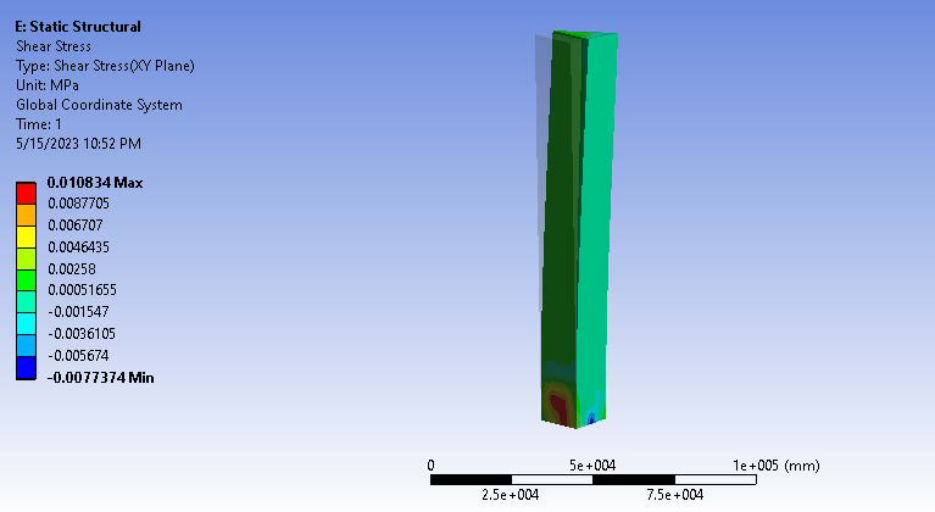 E: Static Structural
Shear Stress
Type: Shear Stress(XY Plane)
Unit: MPa
Global Coordinate System
Time: 1
5/15/2023 10:52 PM
0.010834 Max
0.0087705
0.006707
0.0046435
0.00258
0.00051655
-0.001547
-0.0036105
-0.005674
-0.0077374 Min
0 5e+004 1e+005 (mm)
2.5e+004 7.5e+004